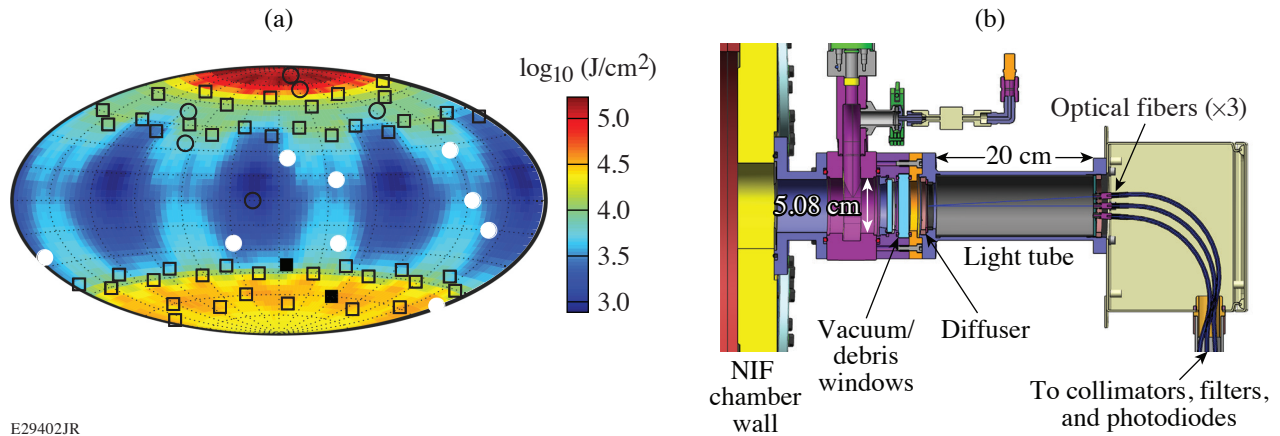 (a)
log10 (J/cm²)
5.0
4.5
4.0
3.5
3.0
E29402JR
(b)
Optical fibers (×3)
20 cm
5.08 cm
Light tube
Vacuum/
debris
windows
Diffuser
NIF
chamber
wall
To collimators, filters,
and photodiodes